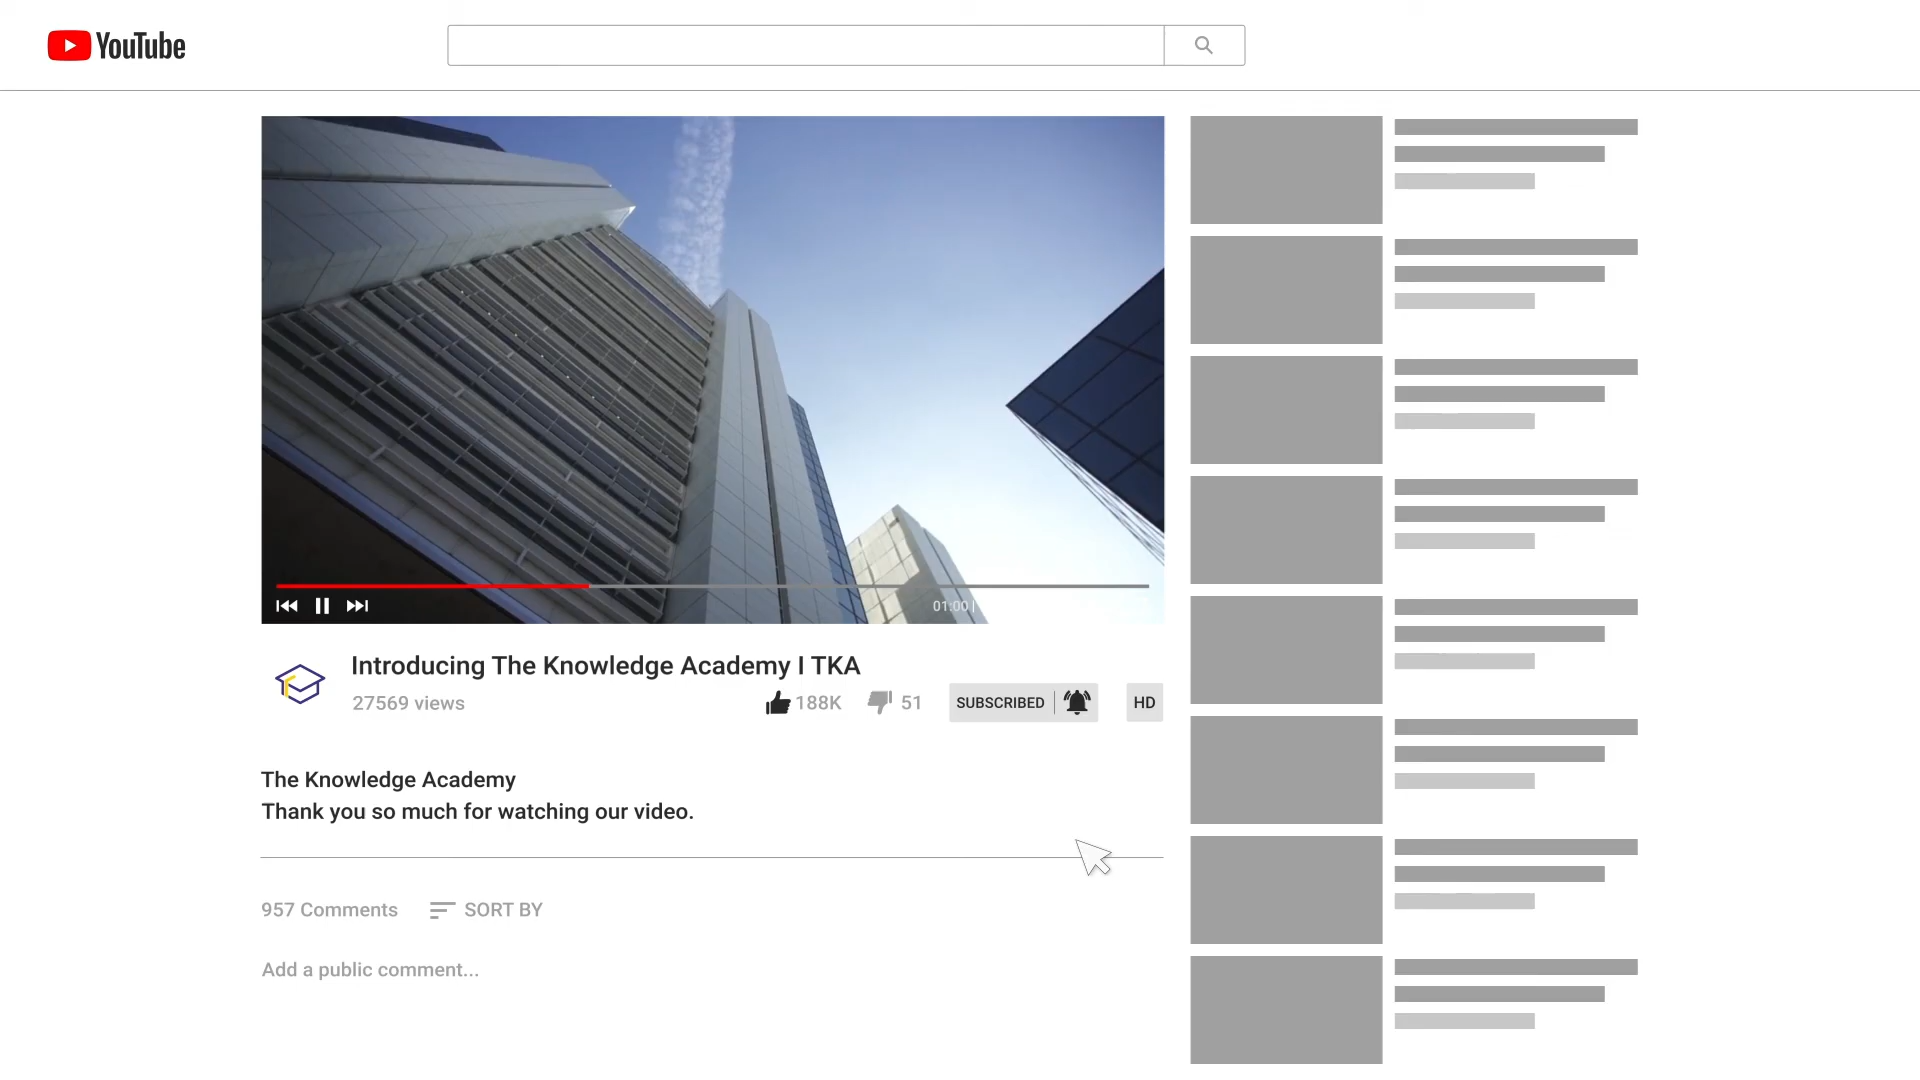 YouTube
01:00 |
Introducing The Knowledge Academy I TKA
27569 views
188K
51
SUBSCRIBED
HD
The Knowledge Academy
Thank you so much for watching our video.
957 Comments
SORT BY
Add a public comment...